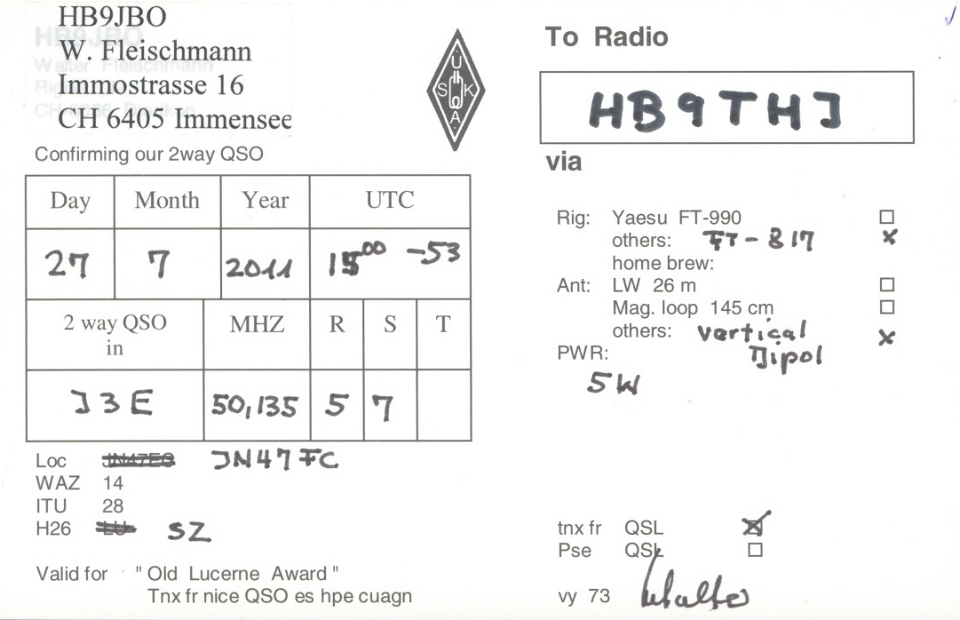 HB9JBO
W. Fleischmann
Immostrasse 16
CH 6405 Immensee
Confirming our 2way QSO
Day Month Year UTC
27 7 2011 15⁰⁰ -53
2 way QSO in MHZ R S T
J3E 50,135 5 7
Loc JN47EG JN47FC
WAZ 14
ITU 28
H26 LU SZ
Valid for "Old Lucerne Award"
Tnx fr nice QSO es hpe cuagn
USKA
To Radio
HB9THJ
via
Rig: Yaesu FT-990
others: FT-817
home brew:
Ant: LW 26 m
Mag. loop 145 cm
others: vertical
Dipol
PWR:
5W
tnx fr QSL
Pse QSL
vy 73 Walter